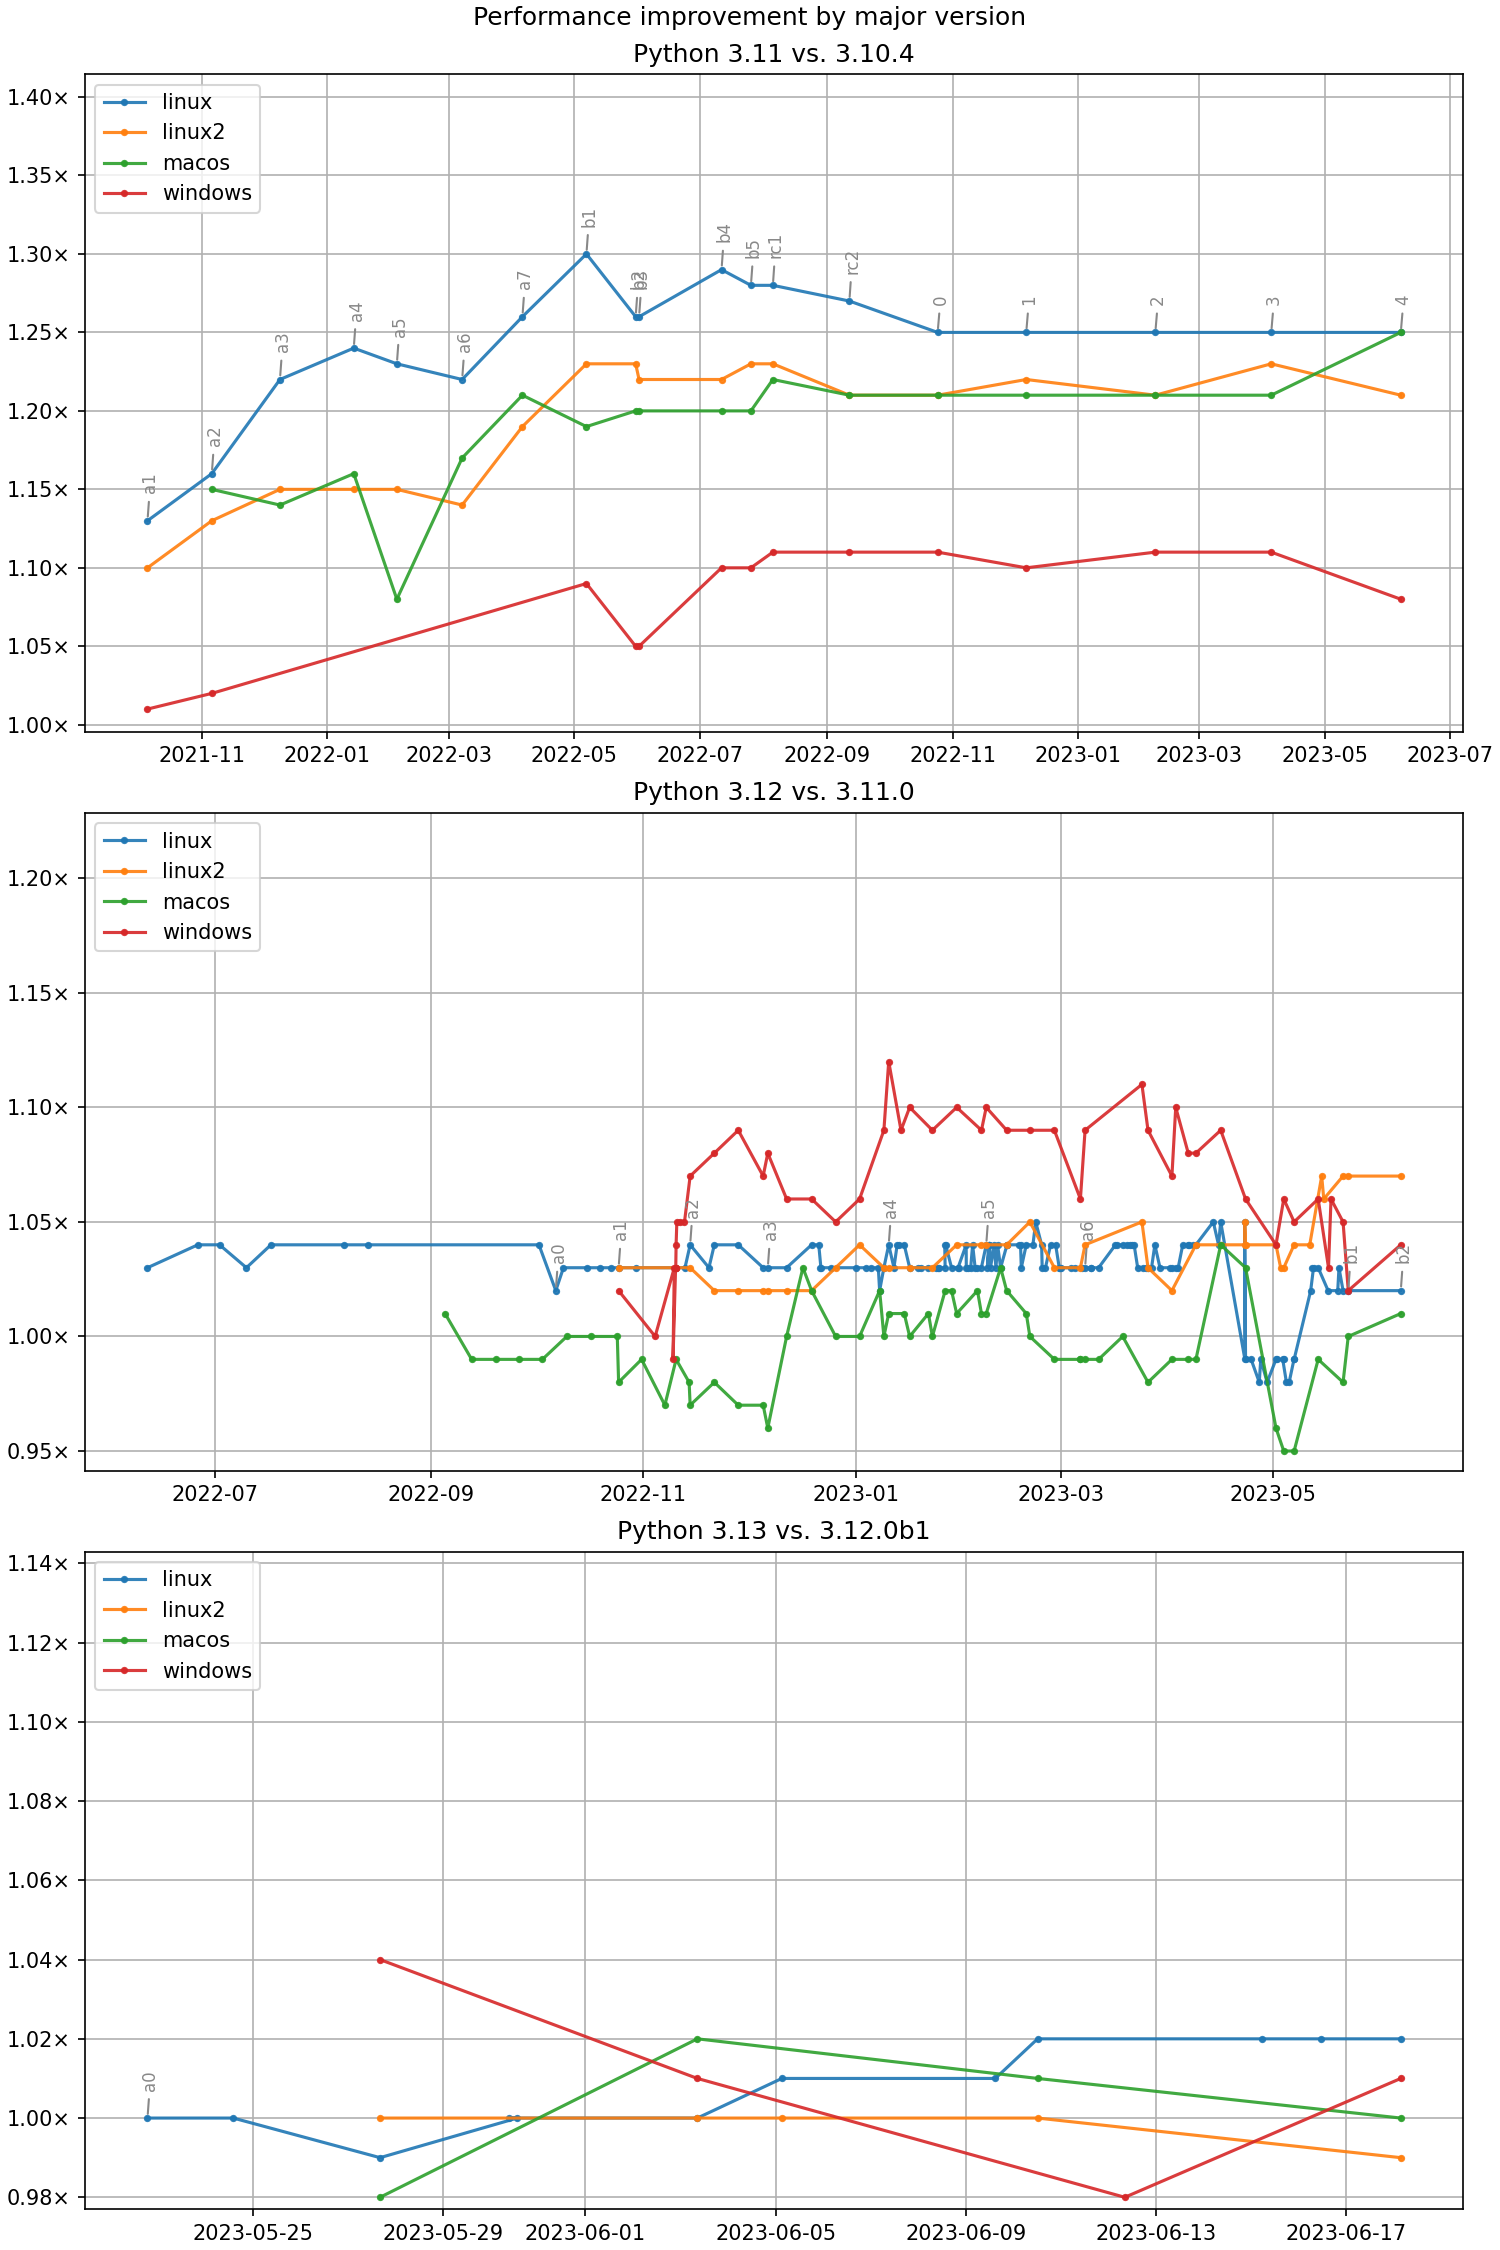 Performance improvement by major version
Python 3.11 vs. 3.10.4
1.40×
1.35×
1.30×
1.25×
1.20×
1.15×
1.10×
1.05×
1.00×
linux
linux2
macos
windows
a1
a2
a3
a4
a5
a6
a7
b1
b4
b5
rc1
rc2
0
1
2
3
4
2021-11 2022-01 2022-03 2022-05 2022-07 2022-09 2022-11 2023-01 2023-03 2023-05 2023-07
Python 3.12 vs. 3.11.0
1.20×
1.15×
1.10×
1.05×
1.00×
0.95×
linux
linux2
macos
windows
a0
a1
a2
a3
a4
a5
a6
b1
b2
2022-07 2022-09 2022-11 2023-01 2023-03 2023-05
Python 3.13 vs. 3.12.0b1
1.14×
1.12×
1.10×
1.08×
1.06×
1.04×
1.02×
1.00×
0.98×
linux
linux2
macos
windows
a0
2023-05-25 2023-05-29 2023-06-01 2023-06-05 2023-06-09 2023-06-13 2023-06-17